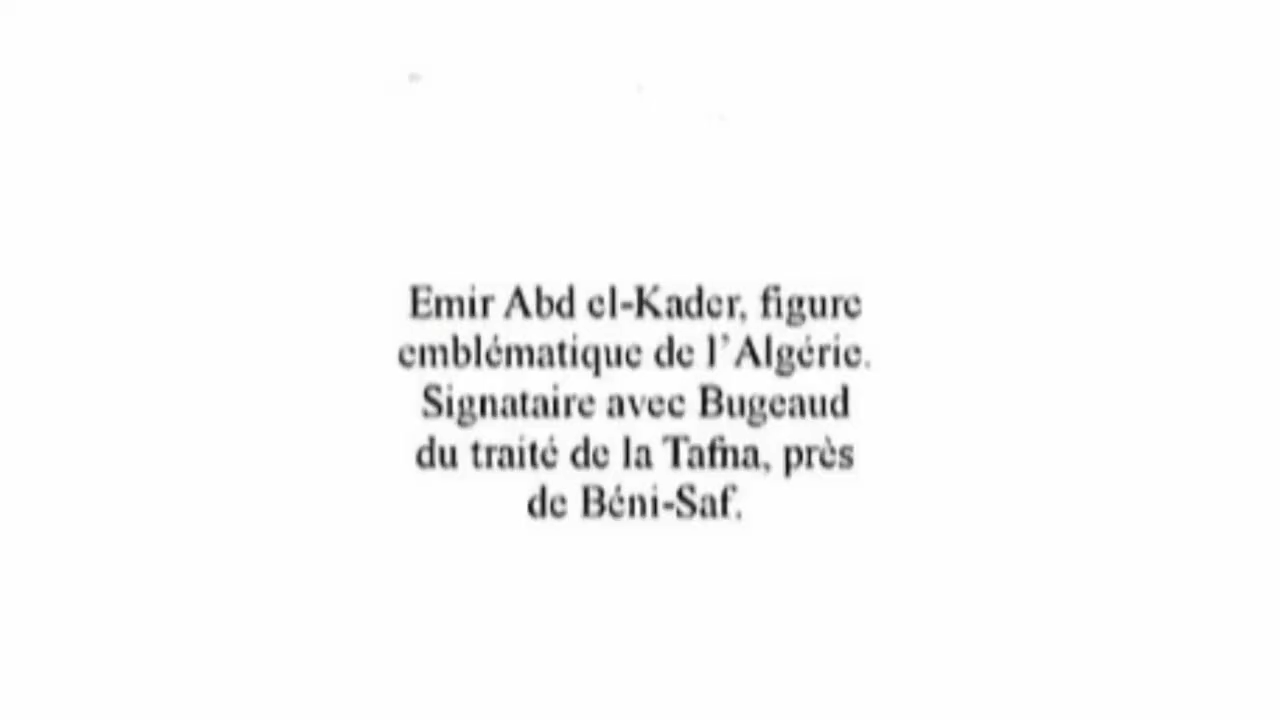 Emir Abd el-Kader, figure
emblématique de l'Algérie.
Signataire avec Bugeaud
du traité de la Tafna, près
de Béni-Saf.